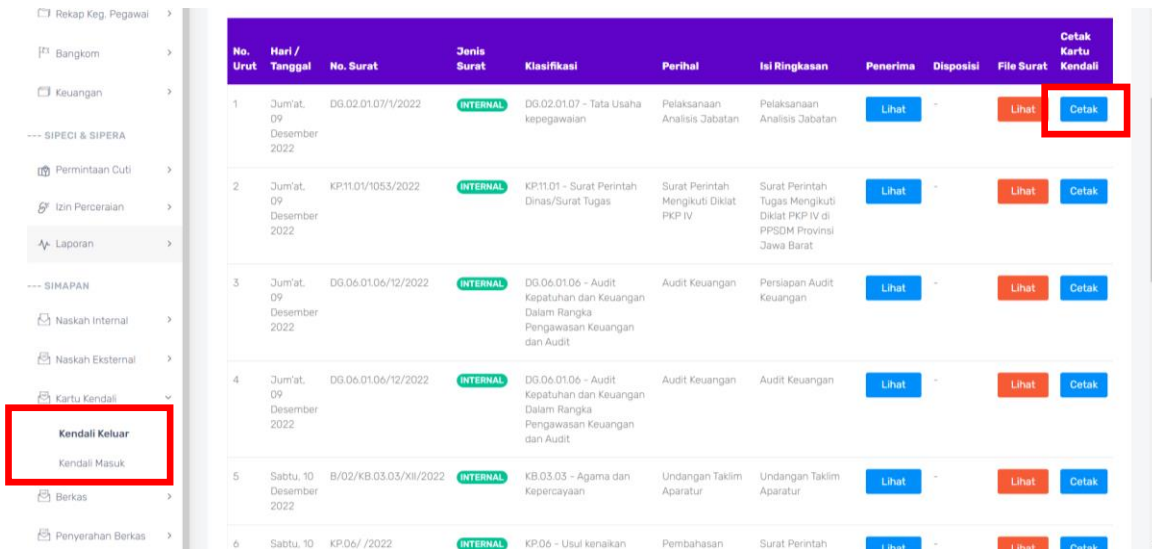 Rekap Keg. Pegawai
Bangkom
Keuangan
--- SIPECI & SIPERA
Permintaan Cuti
Izin Perceraian
Laporan
--- SIMAPAN
Naskah Internal
Naskah Eksternal
Kartu Kendali
Kendali Keluar
Kendali Masuk
Berkas
Penyerahan Berkas
No. Urut
Hari / Tanggal
No. Surat
Jenis Surat
Klasifikasi
Perihal
Isi Ringkasan
Penerima
Disposisi
File Surat
Cetak Kartu Kendali
1
Jum'at,
09
Desember
2022
DG.02.01.07/1/2022
INTERNAL
DG.02.01.07 - Tata Usaha
kepegawaian
Pelaksanaan
Analisis Jabatan
Pelaksanaan
Analisis Jabatan
Lihat
-
Lihat
Cetak
2
Jum'at,
09
Desember
2022
KP.11.01/1053/2022
INTERNAL
KP.11.01 - Surat Perintah
Dinas/Surat Tugas
Surat Perintah
Mengikuti Diklat
PKP IV
Surat Perintah
Tugas Mengikuti
Diklat PKP IV di
PPSDM Provinsi
Jawa Barat
Lihat
-
Lihat
Cetak
3
Jum'at,
09
Desember
2022
DG.06.01.06/12/2022
INTERNAL
DG.06.01.06 - Audit
Kepatuhan dan Keuangan
Dalam Rangka
Pengawasan Keuangan
dan Audit
Audit Keuangan
Persiapan Audit
Keuangan
Lihat
-
Lihat
Cetak
4
Jum'at,
09
Desember
2022
DG.06.01.06/12/2022
INTERNAL
DG.06.01.06 - Audit
Kepatuhan dan Keuangan
Dalam Rangka
Pengawasan Keuangan
dan Audit
Audit Keuangan
Audit Keuangan
Lihat
-
Lihat
Cetak
5
Sabtu, 10
Desember
2022
B/02/KB.03.03/XII/2022
INTERNAL
KB.03.03 - Agama dan
Kepercayaan
Undangan Taklim
Aparatur
Undangan Taklim
Aparatur
Lihat
-
Lihat
Cetak
6
Sabtu, 10
KP.06/ /2022
INTERNAL
KP.06 - Usul kenaikan
Pembahasan
Surat Perintah
Lihat
-
Lihat
Cetak